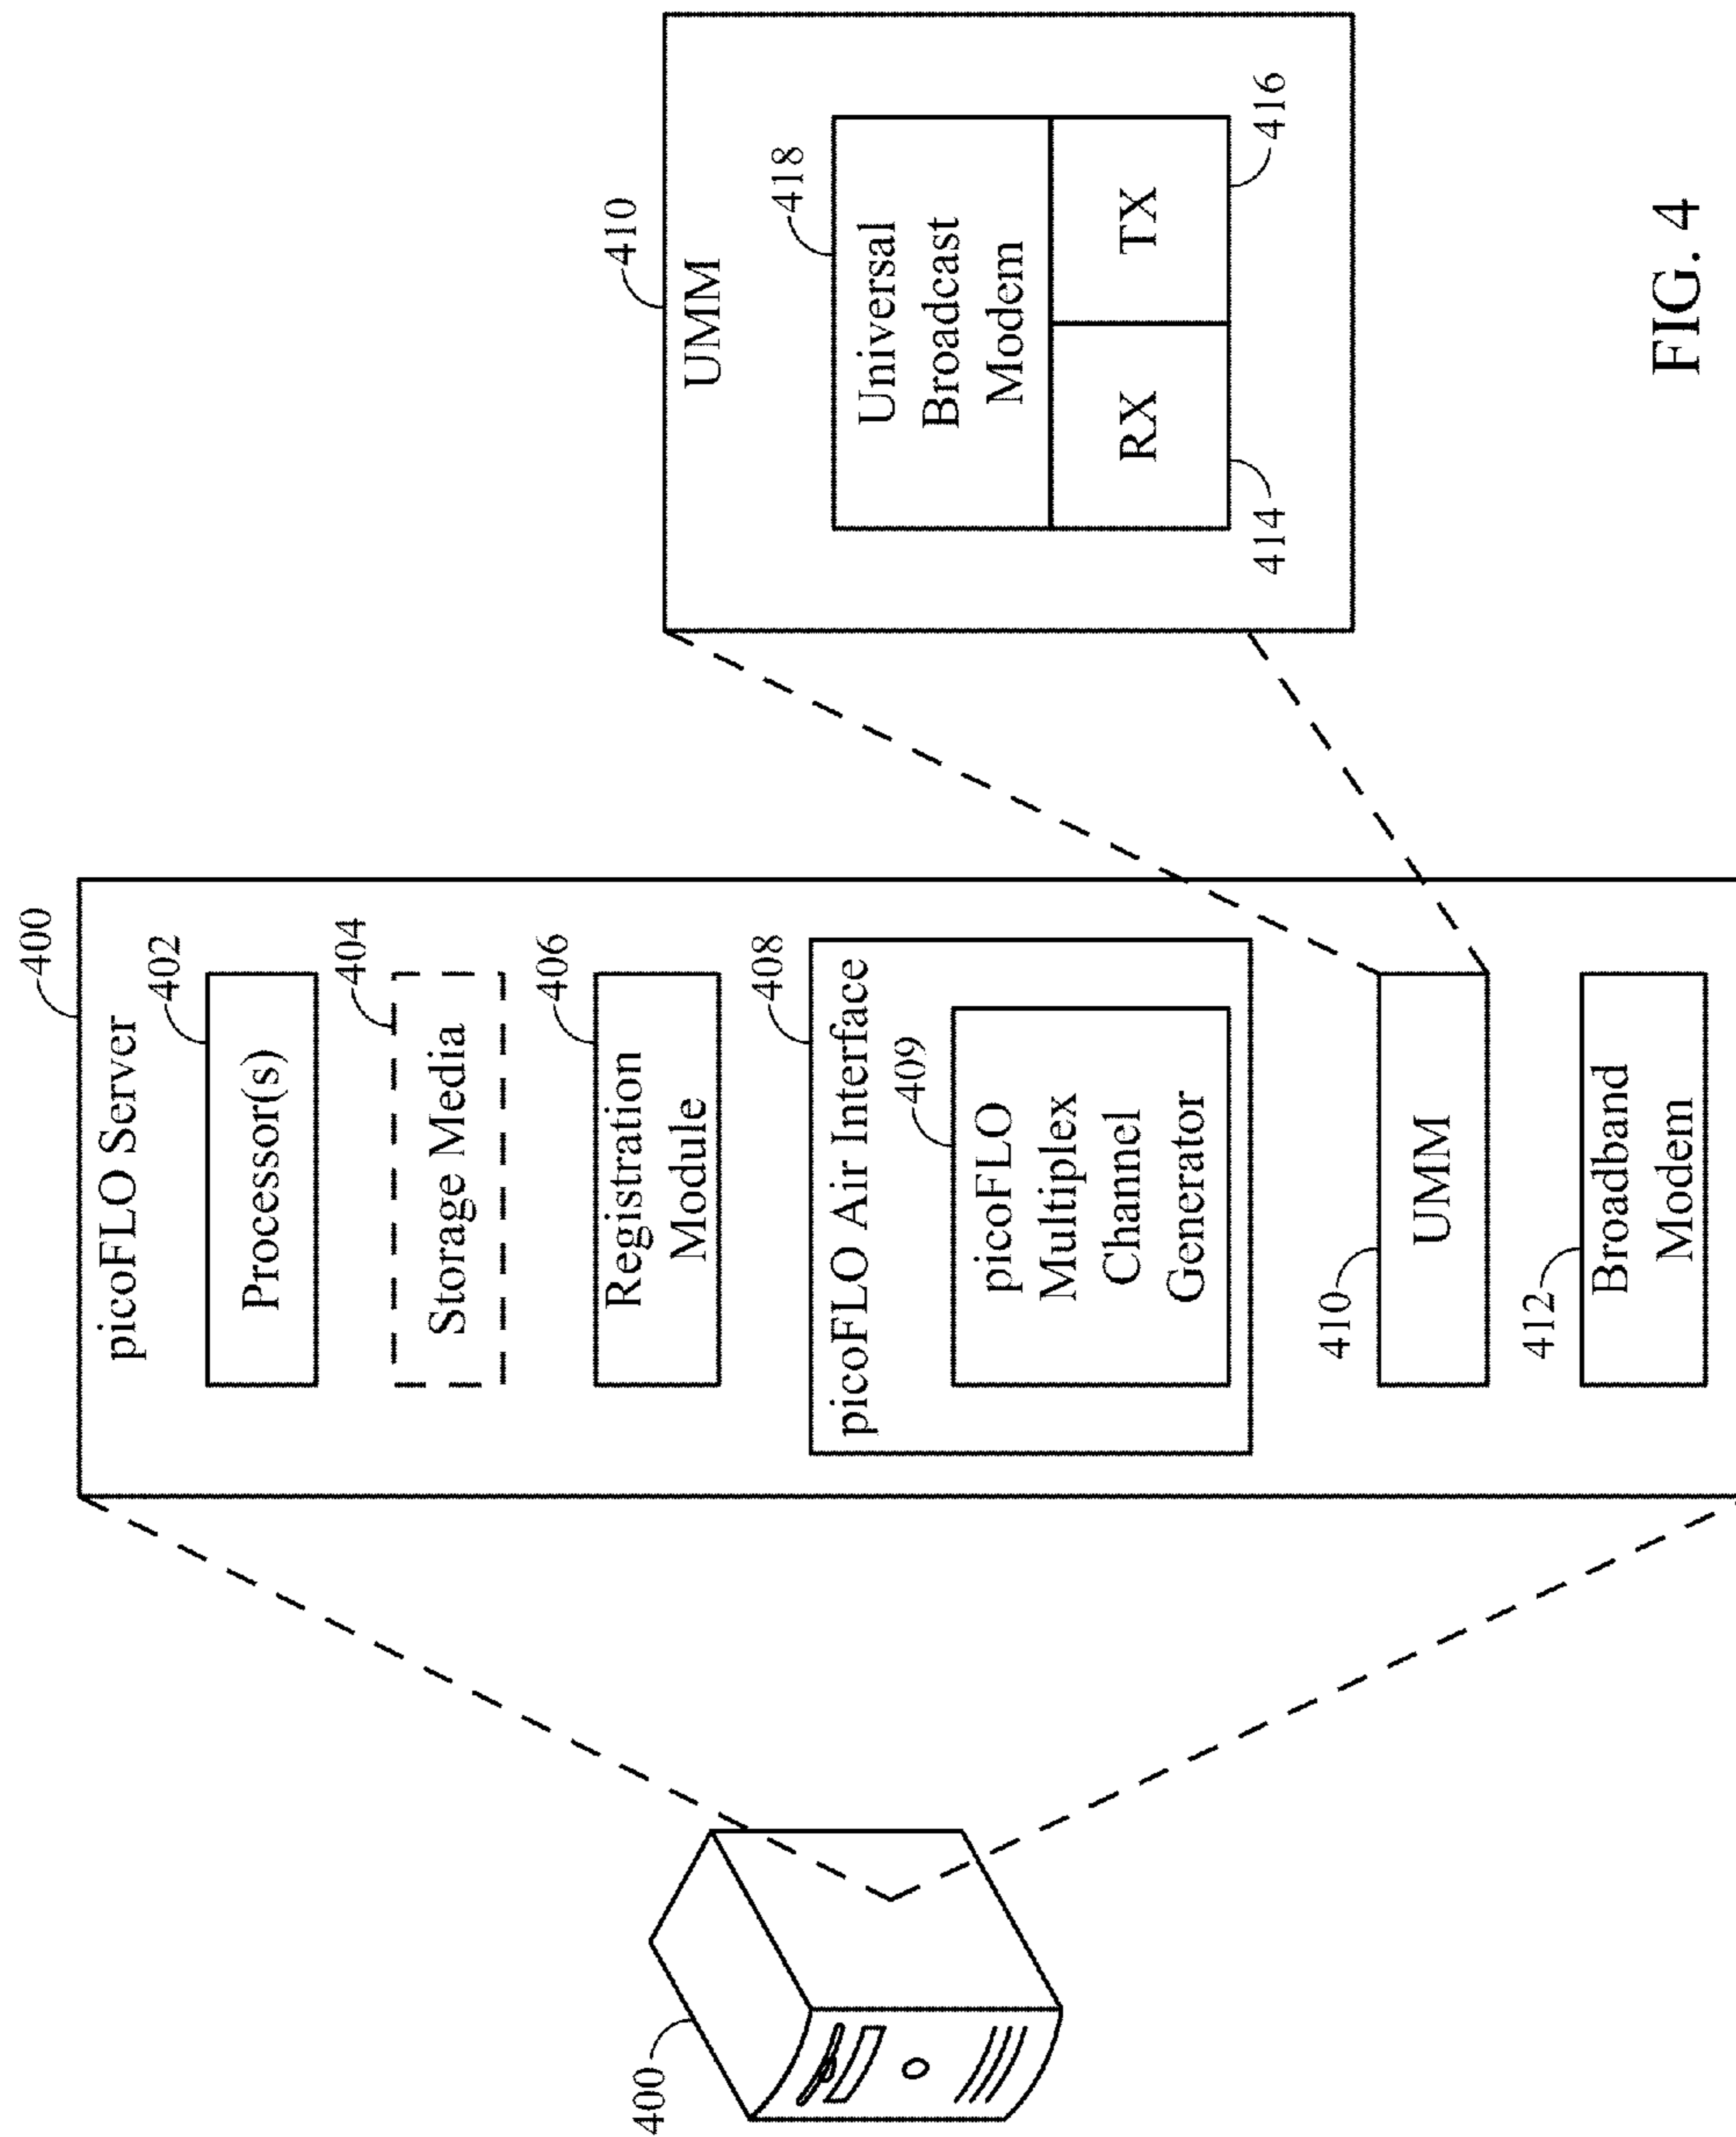 400
400
picoFLO Server
402
Processor(s)
404
Storage Media
406
Registration
Module
408
picoFLO Air Interface
409
picoFLO
Multiplex
Channel
Generator
410
UMM
412
Broadband
Modem
410
UMM
418
Universal
Broadcast
Modem
RX
TX
414
416
FIG. 4